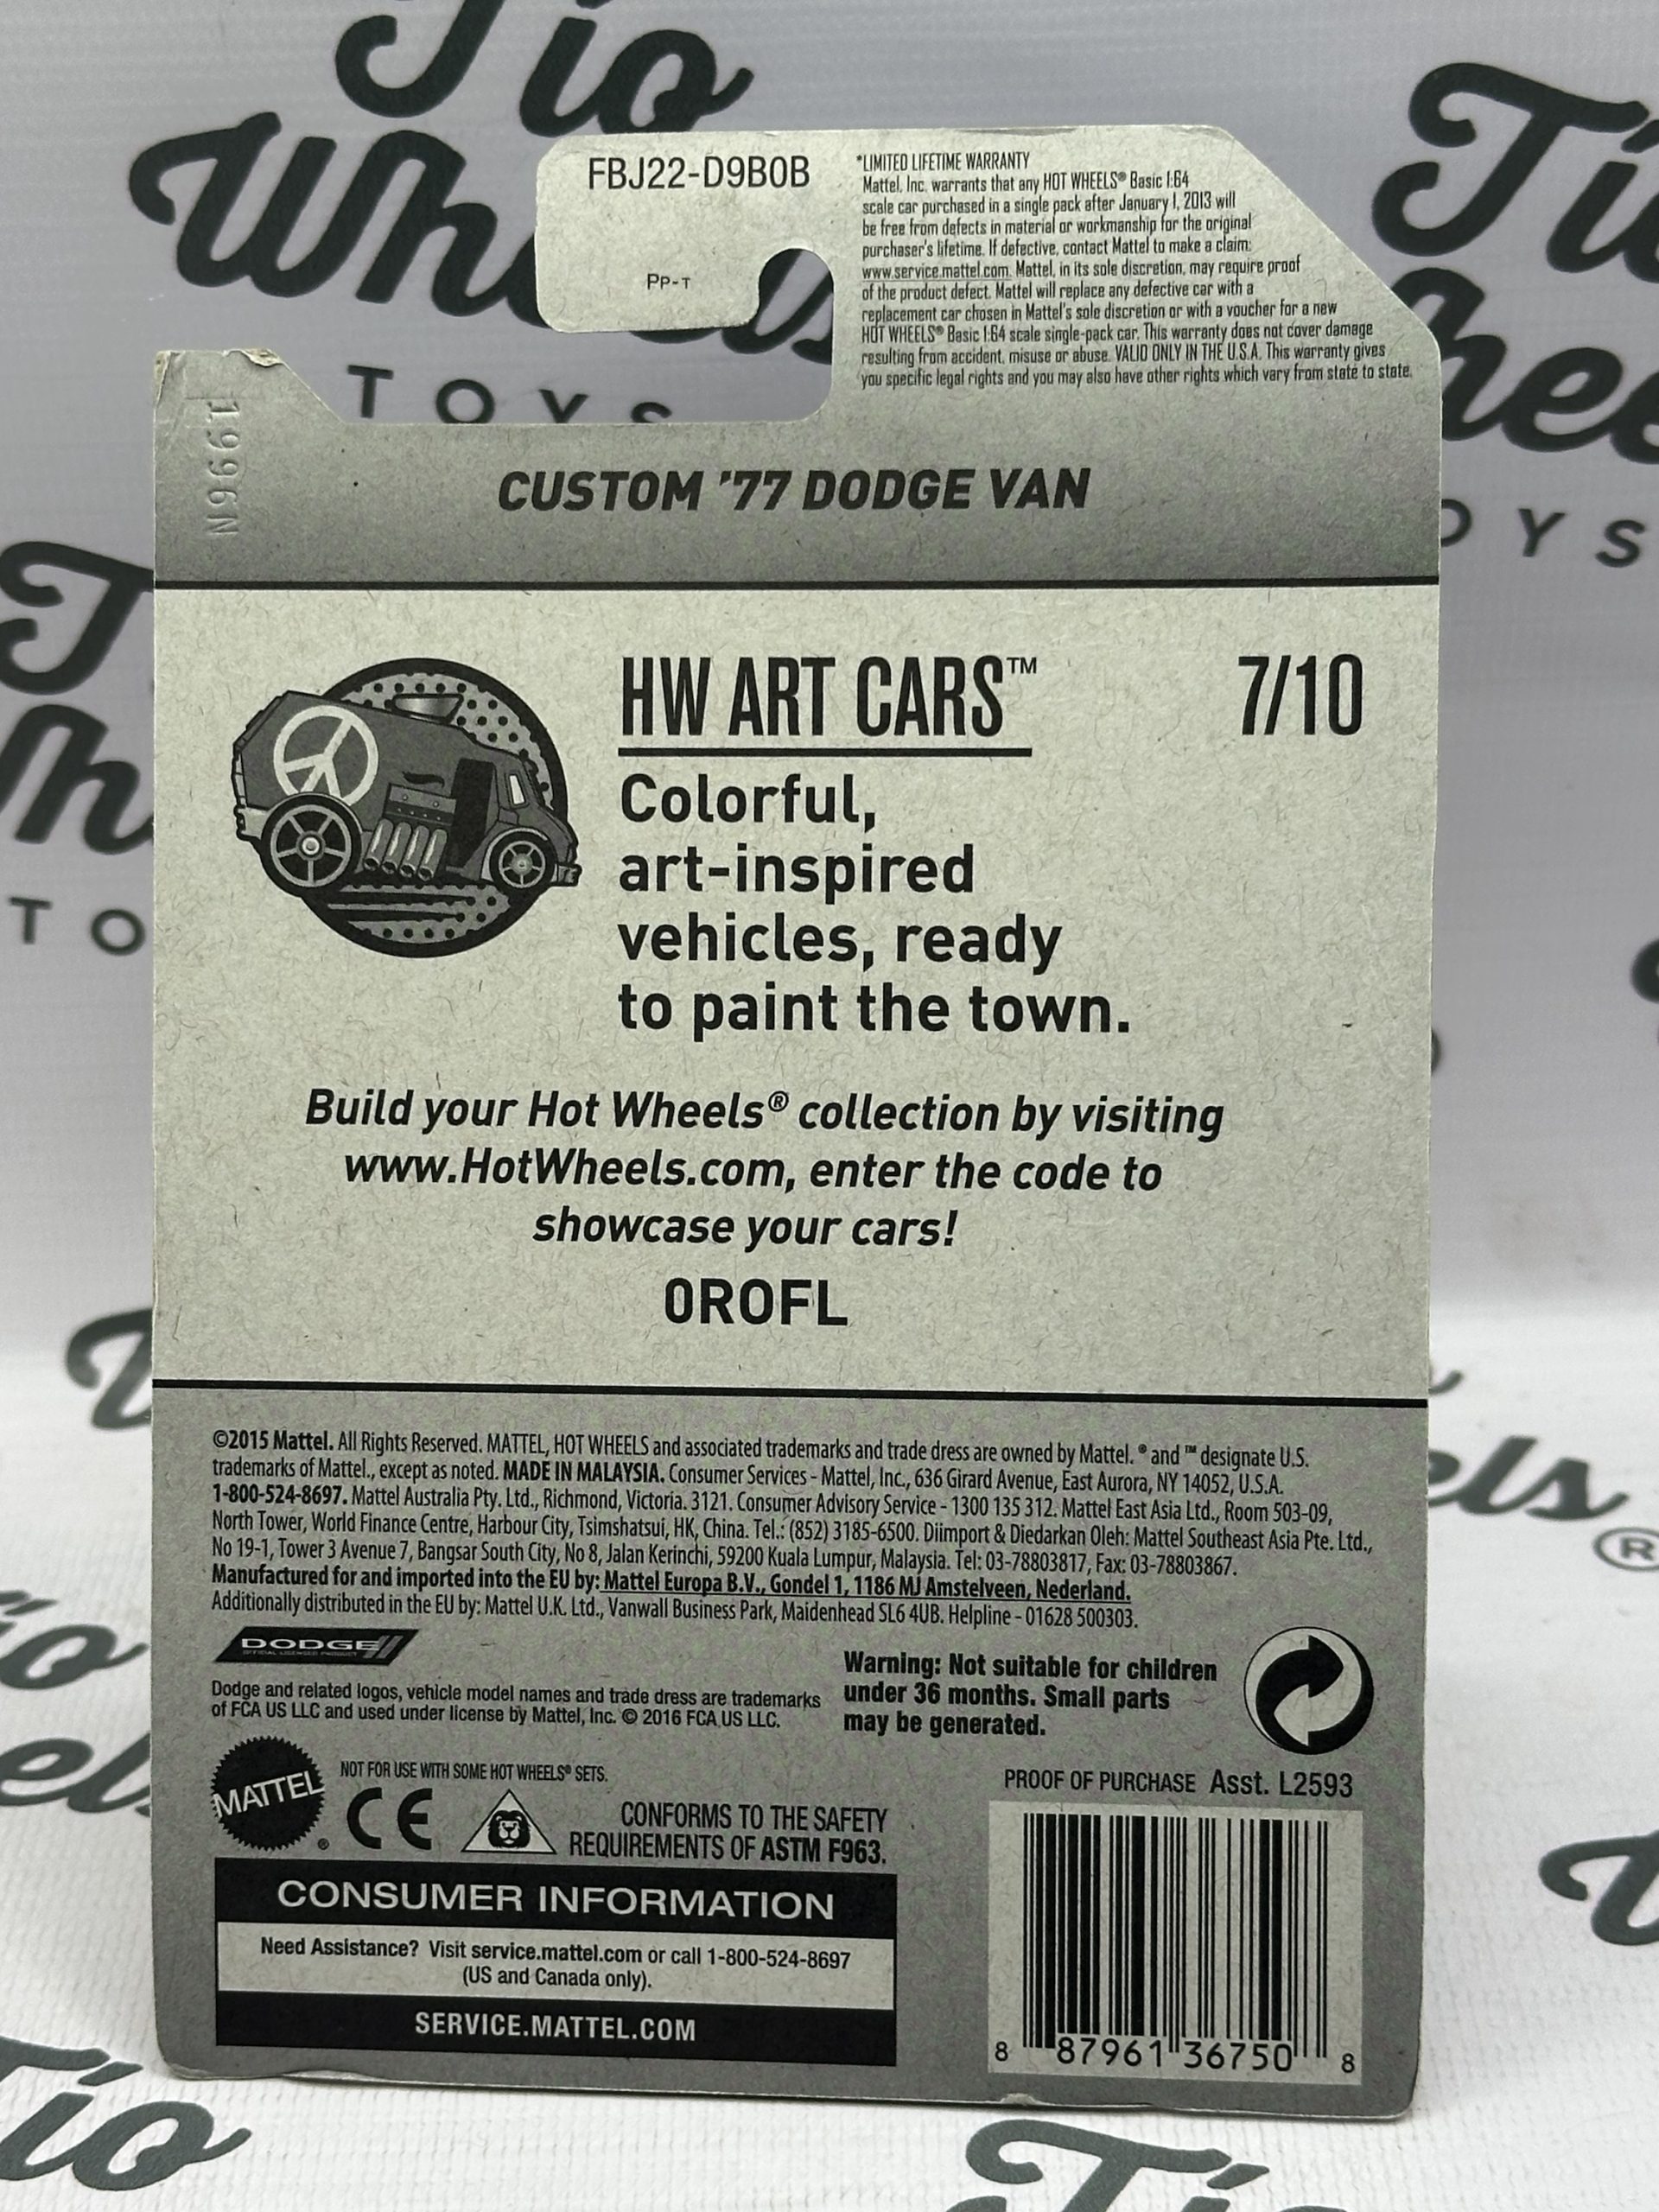 Tio
Wheels
TOYS
FBJ22-D9B0B
PP-T
*LIMITED LIFETIME WARRANTY
Mattel, Inc. warrants that any HOT WHEELS® Basic 1:64
scale car purchased in a single pack after January 1, 2013 will
be free from defects in material or workmanship for the original
purchaser's lifetime. If defective, contact Mattel to make a claim:
www.service.mattel.com. Mattel, in its sole discretion, may require proof
of the product defect. Mattel will replace any defective car with a
replacement car chosen in Mattel's sole discretion or with a voucher for a new
HOT WHEELS® Basic 1:64 scale single-pack car. This warranty does not cover damage
resulting from accident, misuse or abuse. VALID ONLY IN THE U.S.A. This warranty gives
you specific legal rights and you may also have other rights which vary from state to state.
1996N
CUSTOM '77 DODGE VAN
HW ART CARS™ 7/10
Colorful,
art-inspired
vehicles, ready
to paint the town.
Build your Hot Wheels® collection by visiting
www.HotWheels.com, enter the code to
showcase your cars!
0ROFL
©2015 Mattel. All Rights Reserved. MATTEL, HOT WHEELS and associated trademarks and trade dress are owned by Mattel. ® and ™ designate U.S.
trademarks of Mattel., except as noted. MADE IN MALAYSIA. Consumer Services - Mattel, Inc., 636 Girard Avenue, East Aurora, NY 14052, U.S.A.
1-800-524-8697. Mattel Australia Pty. Ltd., Richmond, Victoria. 3121. Consumer Advisory Service - 1300 135 312. Mattel East Asia Ltd., Room 503-09,
North Tower, World Finance Centre, Harbour City, Tsimshatsui, HK, China. Tel.: (852) 3185-6500. Diimport & Diedarkan Oleh: Mattel Southeast Asia Pte. Ltd.,
No 19-1, Tower 3 Avenue 7, Bangsar South City, No 8, Jalan Kerinchi, 59200 Kuala Lumpur, Malaysia. Tel: 03-78803817, Fax: 03-78803867.
Manufactured for and imported into the EU by: Mattel Europa B.V., Gondel 1, 1186 MJ Amstelveen, Nederland.
Additionally distributed in the EU by: Mattel U.K. Ltd., Vanwall Business Park, Maidenhead SL6 4UB. Helpline - 01628 500303.
DODGE
OFFICIAL LICENSED PRODUCT
Dodge and related logos, vehicle model names and trade dress are trademarks
of FCA US LLC and used under license by Mattel, Inc. © 2016 FCA US LLC.
Warning: Not suitable for children
under 36 months. Small parts
may be generated.
MATTEL®
NOT FOR USE WITH SOME HOT WHEELS® SETS.
CE
CONFORMS TO THE SAFETY
REQUIREMENTS OF ASTM F963.
PROOF OF PURCHASE Asst. L2593
CONSUMER INFORMATION
Need Assistance? Visit service.mattel.com or call 1-800-524-8697
(US and Canada only).
SERVICE.MATTEL.COM
8 87961 36750 8